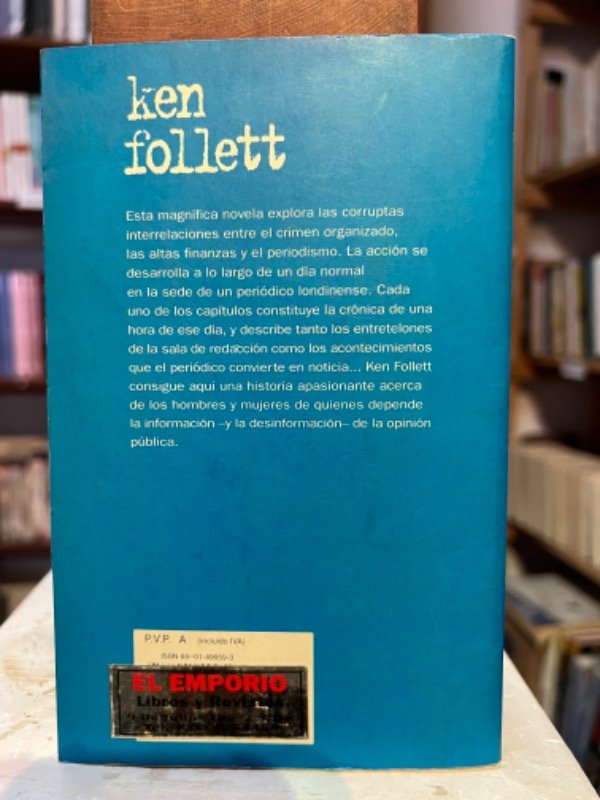 ken
follett
Esta magnífica novela explora las corruptas
interrelaciones entre el crimen organizado,
las altas finanzas y el periodismo. La acción se
desarrolla a lo largo de un día normal
en la sede de un periódico londinense. Cada
uno de los capítulos constituye la crónica de una
hora de ese día, y describe tanto los entretelones
de la sala de redacción como los acontecimientos
que el periódico convierte en noticia... Ken Follett
consigue aquí una historia apasionante acerca
de los hombres y mujeres de quienes depende
la información –y la desinformación– de la opinión
pública.
P.V.P. A (incluido IVA)
ISBN
EL EMPORIO
Libros y Revistas